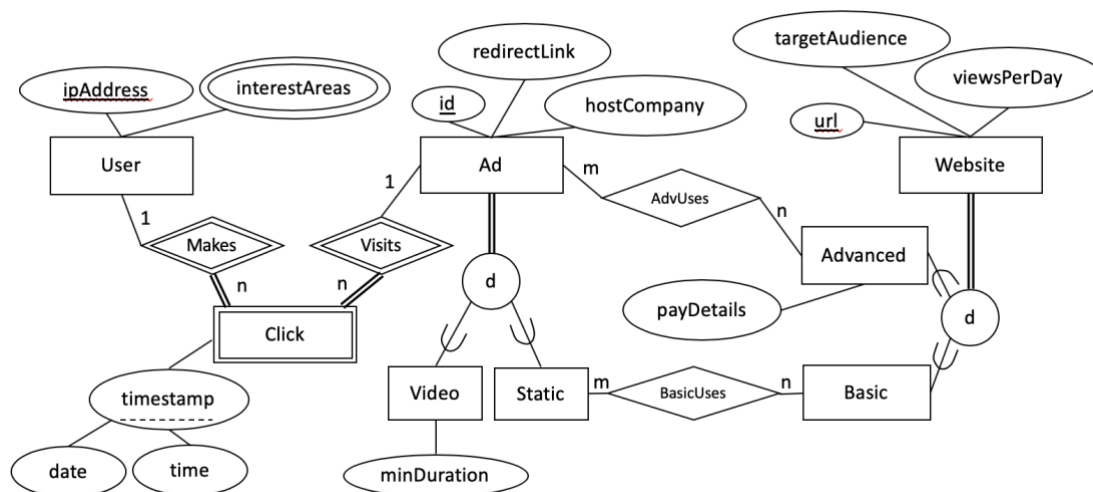 redirectLink
targetAudience
viewsPerDay
ipAddress
interestAreas
id
hostCompany
url
User
Ad
Website
m
AdvUses
n
1
1
Makes
Visits
Advanced
n
n
d
payDetails
d
Click
timestamp
Video
Static
m
BasicUses
n
Basic
date
time
minDuration